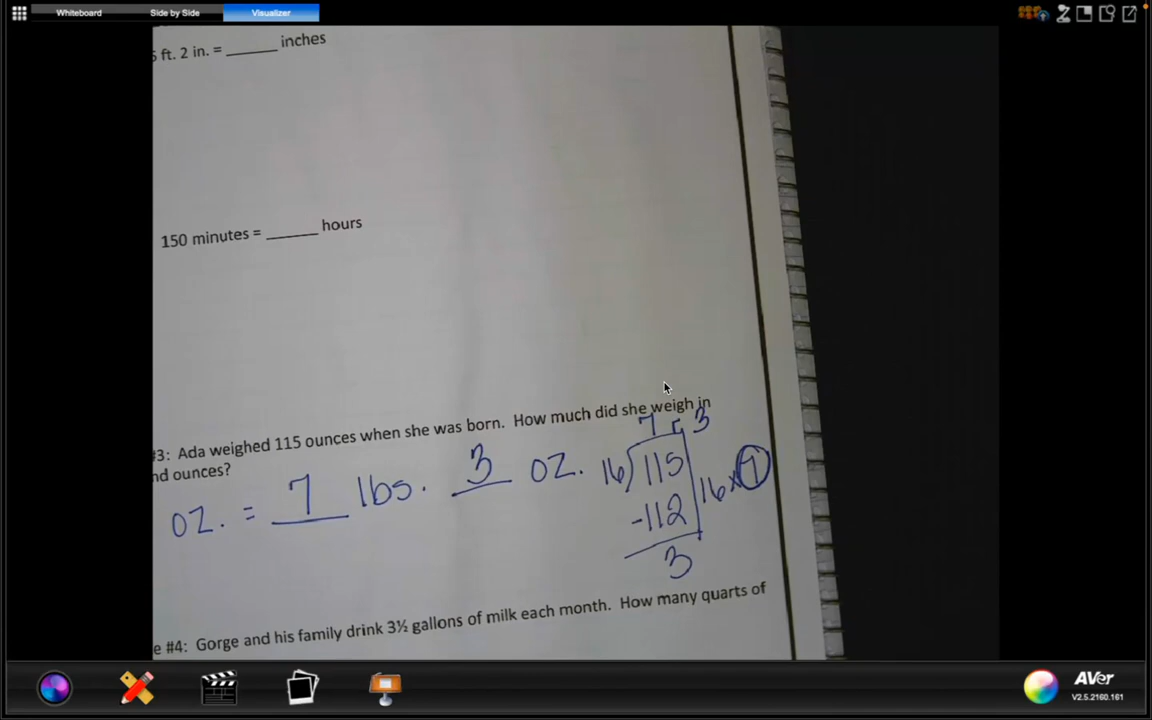 Whiteboard Side by Side Visualizer
ft. 2 in. = ______ inches
150 minutes = ______ hours
#3: Ada weighed 115 ounces when she was born. How much did she weigh in
nd ounces?
oz. = 7 lbs. 3 oz.
7 r 3
16)115
-112
3
16x7
e #4: Gorge and his family drink 3½ gallons of milk each month. How many quarts of
AVer
V2.5.2160.161